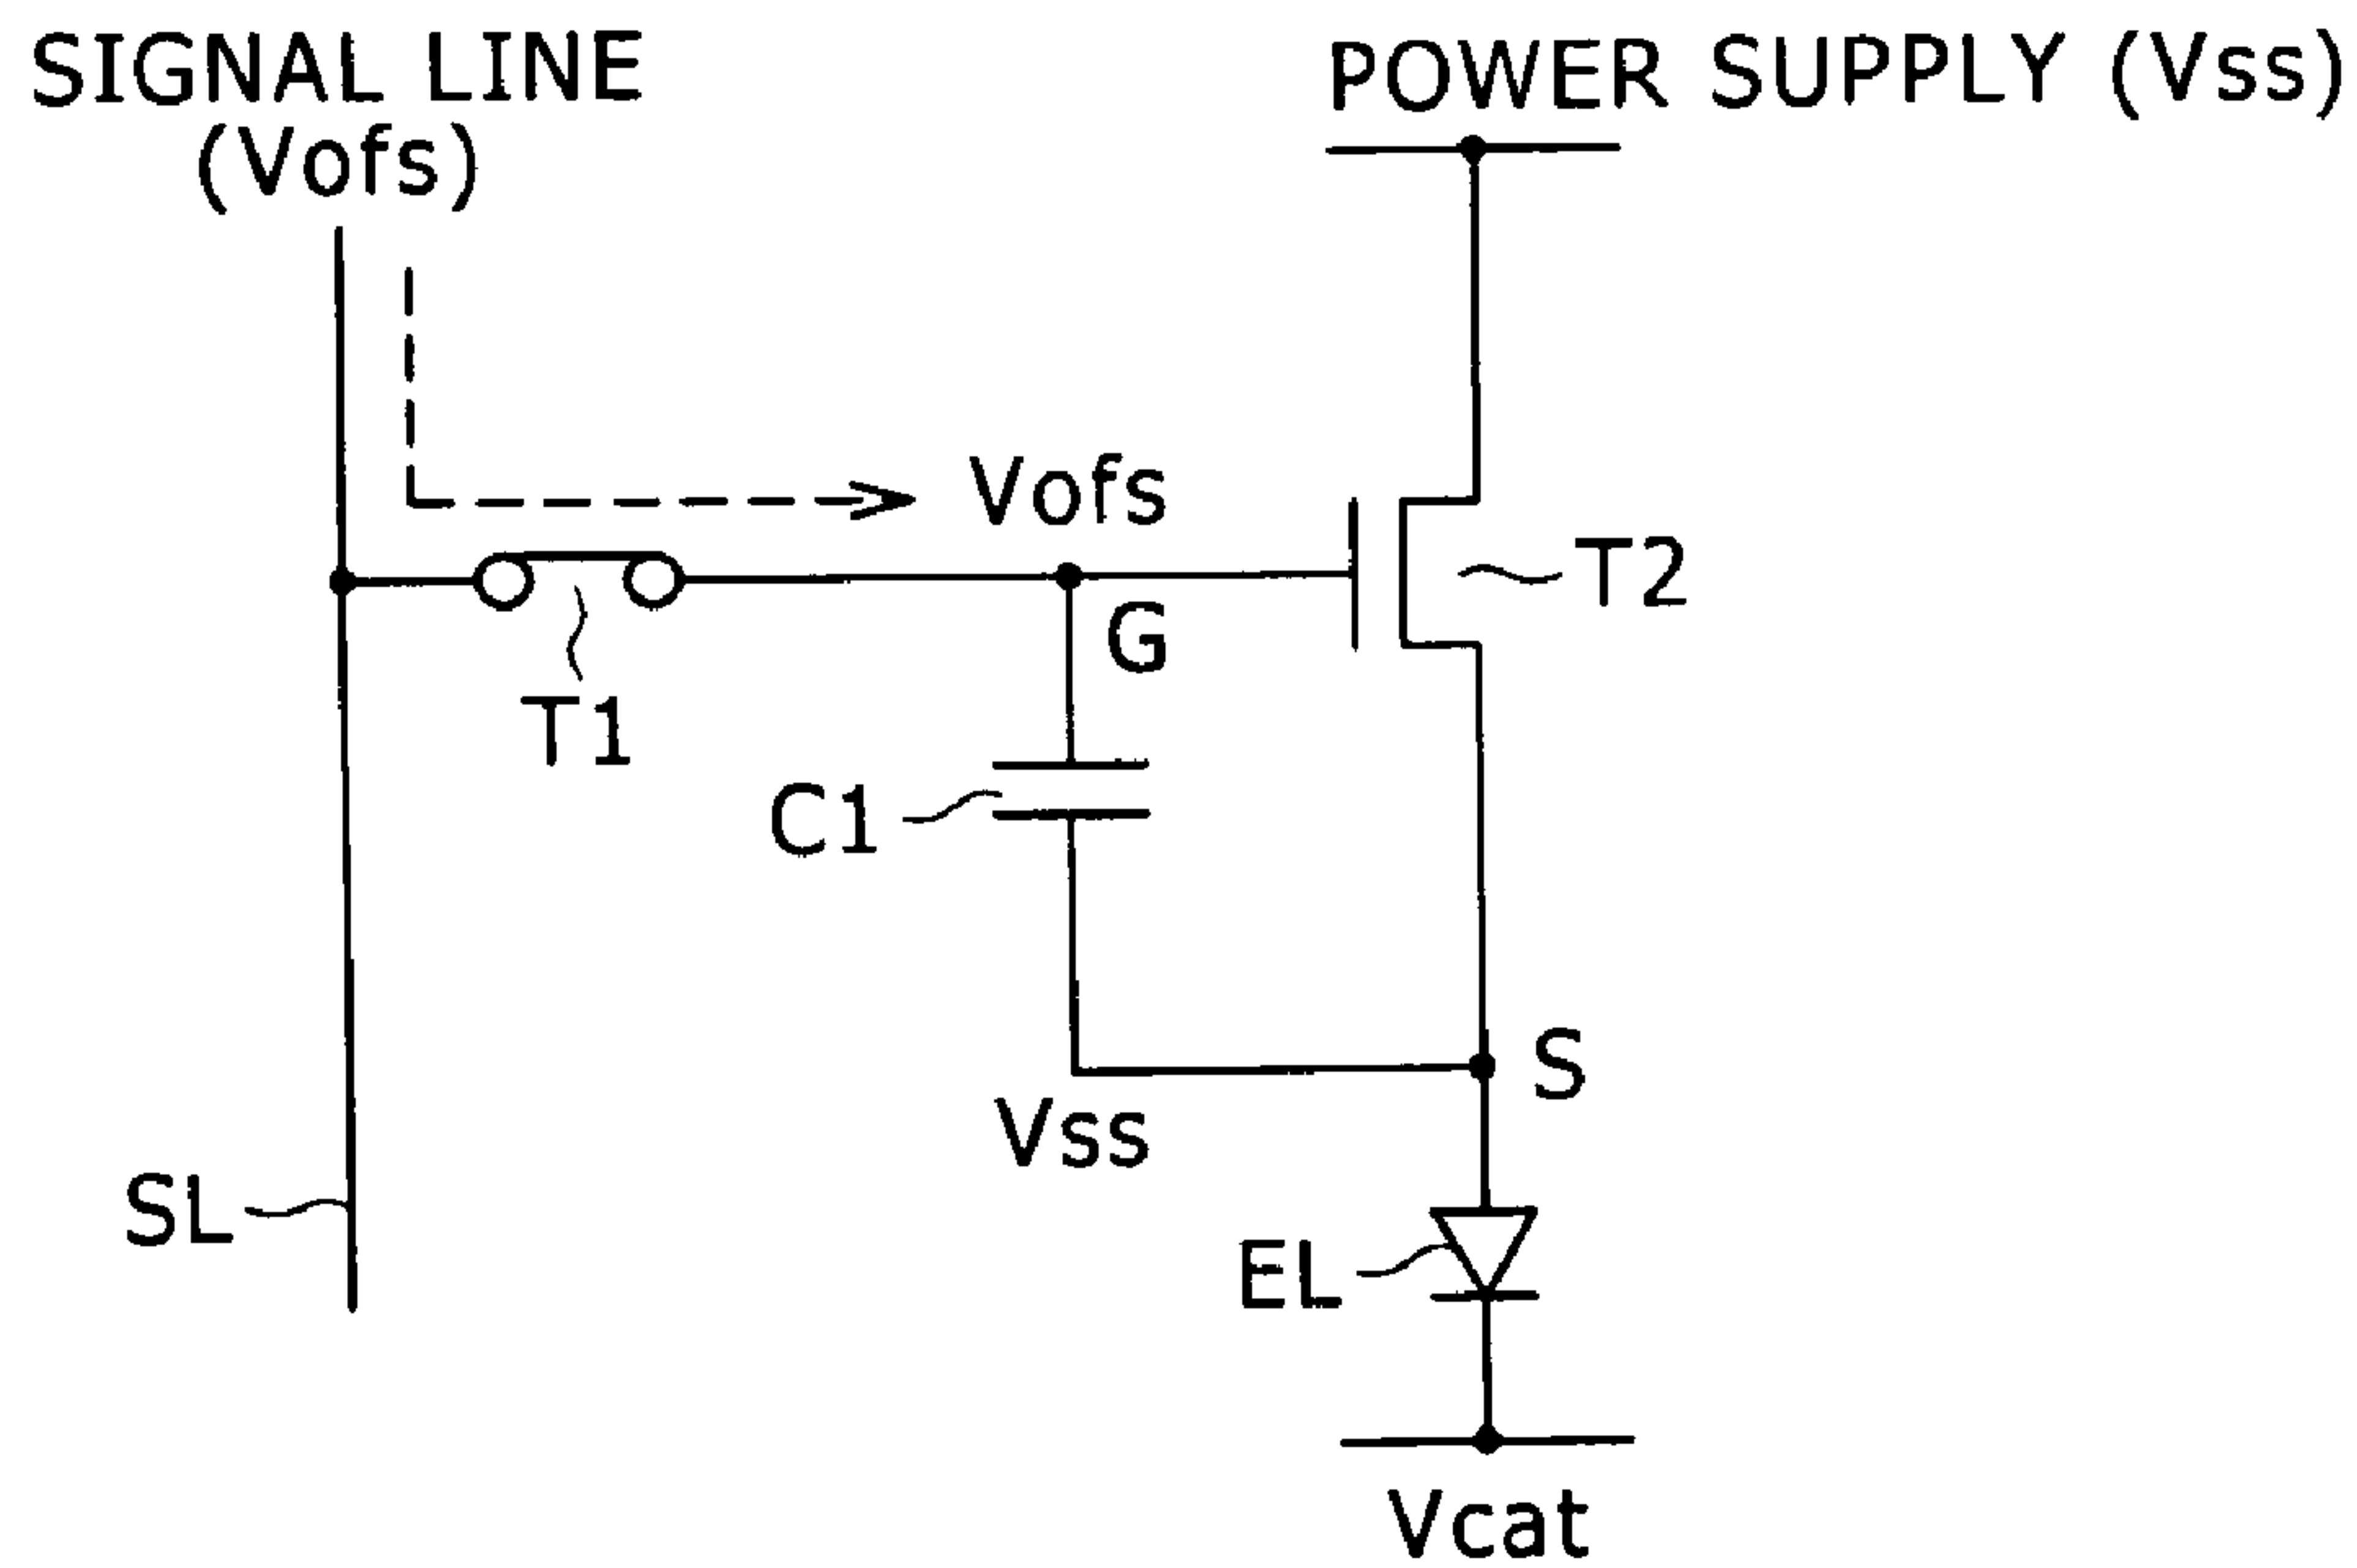 SIGNAL LINE
(Vofs)
POWER SUPPLY (Vss)
Vofs
T2
G
T1
C1
S
Vss
SL
EL
Vcat